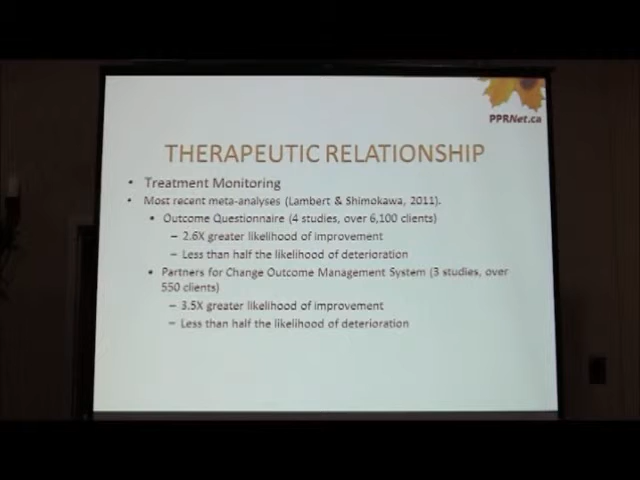 PPRNet.ca
THERAPEUTIC RELATIONSHIP
• Treatment Monitoring
• Most recent meta-analyses (Lambert & Shimokawa, 2011).
• Outcome Questionnaire (4 studies, over 6,100 clients)
– 2.6X greater likelihood of improvement
– Less than half the likelihood of deterioration
• Partners for Change Outcome Management System (3 studies, over
550 clients)
– 3.5X greater likelihood of improvement
– Less than half the likelihood of deterioration